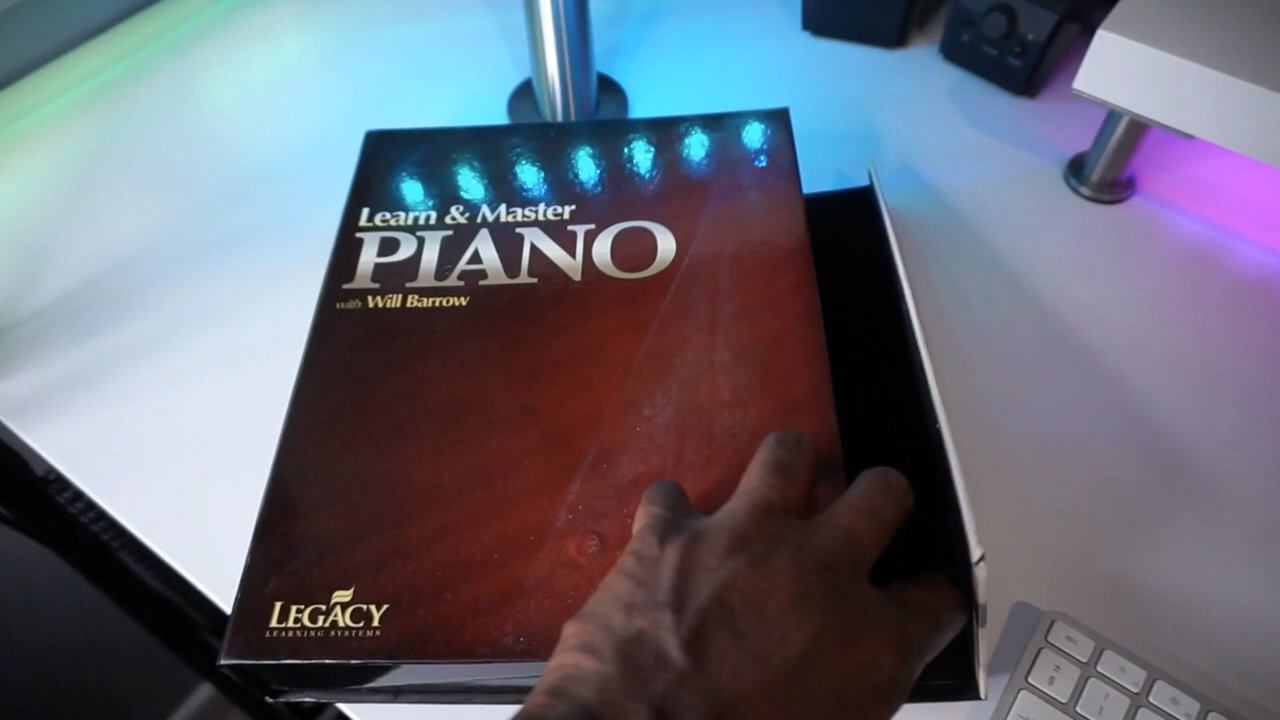 Learn & Master
PIANO
with Will Barrow
LEGACY
LEARNING SYSTEMS